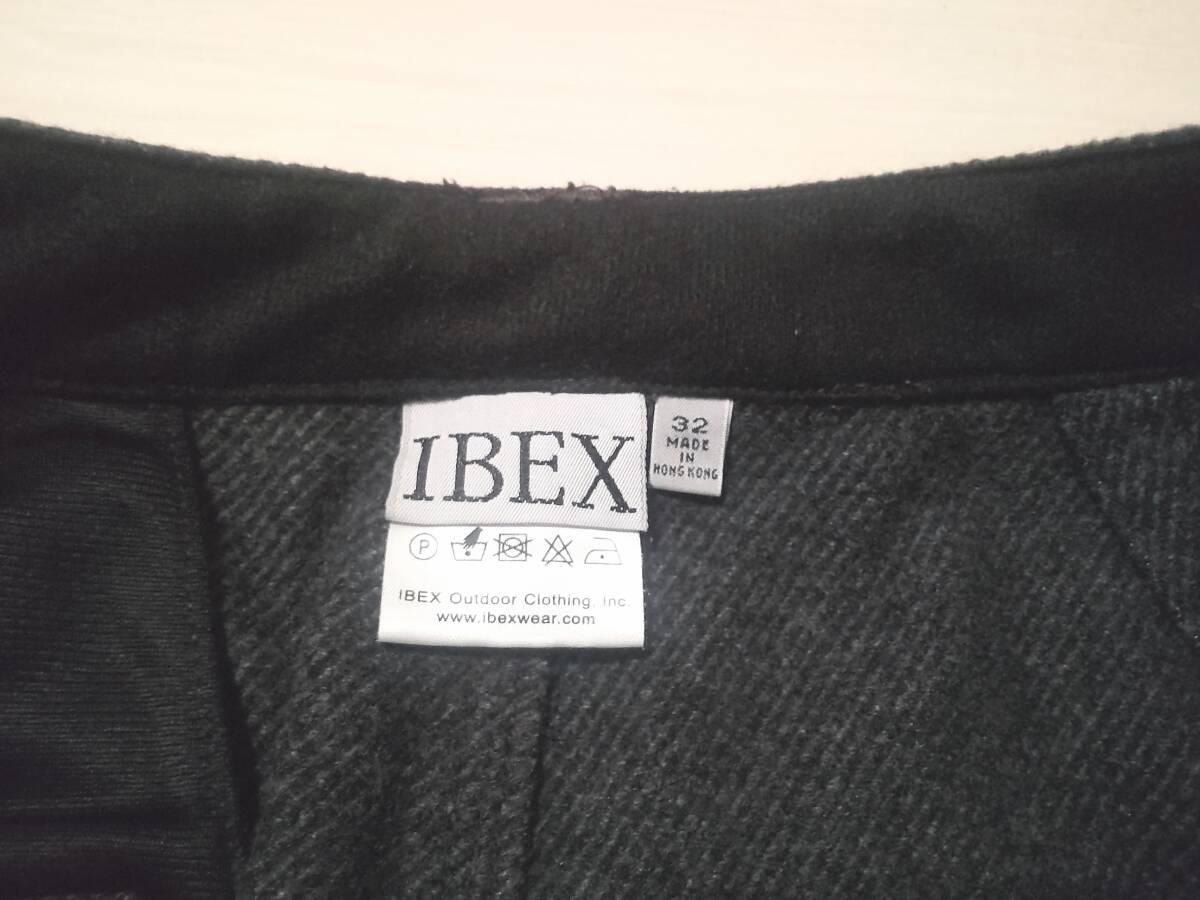 IBEX
32
MADE
IN
HONG KONG
P
IBEX Outdoor Clothing, Inc.
www.ibexwear.com